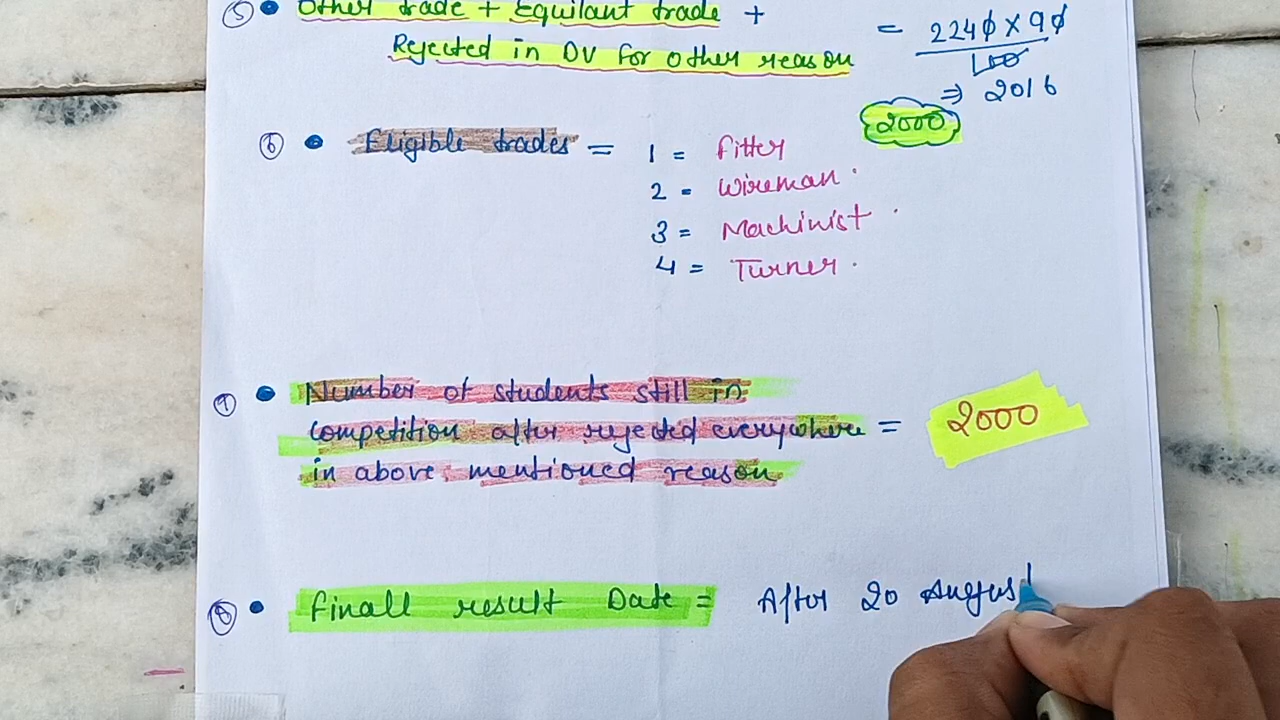 5 • Other trade + Equilant trade +
Rejected in DV for other reason = 2240 x 90
100
⇒ 2016
2000
6 • Eligible trades = 1 = Fitter
2 = Wireman.
3 = Machinist.
4 = Turner.
7 • Number of students still in
competition after rejected everywhere = 2000
in above mentioned reason
8 • Finall result Date = After 20 August